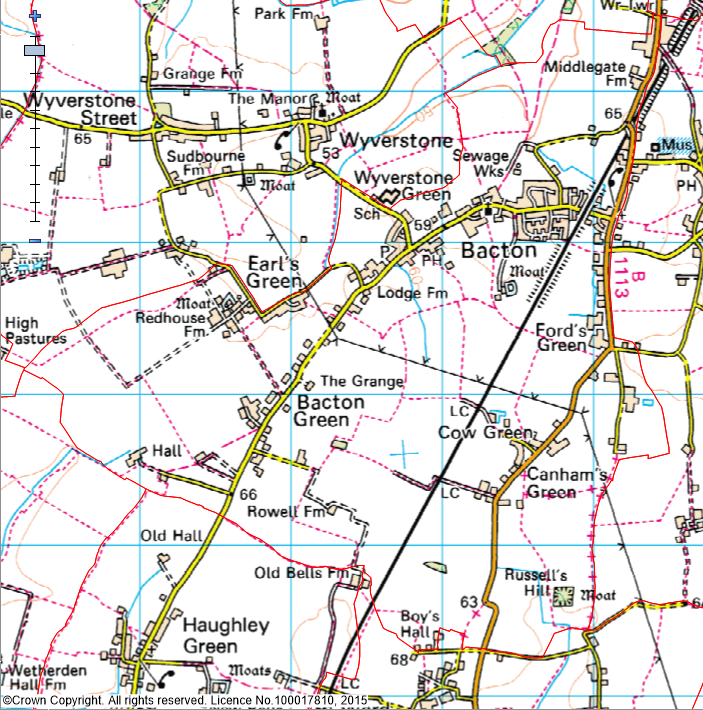 Park Fm
Wr Twr
Grange Fm
Middlegate
Fm
Wyverstone
Street
The Manor
Moat
65
65
Wyverstone
Mus
53
Sudbourne
Fm
Sewage
Wks
Moat
Wyverstone
Green
PH
Sch
59
50
Bacton
P
PH
60
Earl's
Green
Moat
B 1113
Lodge Fm
Moat
Redhouse
Fm
High
Pastures
Ford's
Green
The Grange
Bacton
Green
LC
Cow Green
Hall
Canham's
Green
66
LC
Rowell Fm
Old Hall
Old Bells Fm
Russell's
Hill
Moat
63
Boy's
Hall
Haughley
Green
68
Wetherden
Hall Fm
Moats
LC
©Crown Copyright. All rights reserved. Licence No.100017810, 2015